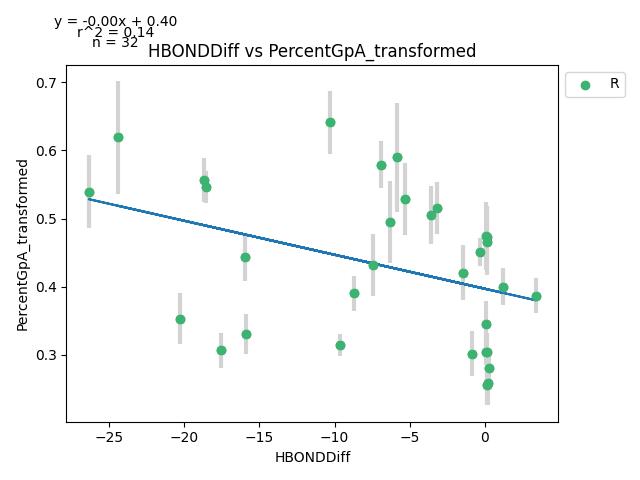 y = -0.00x + 0.40
r^2 = 0.14
n = 32
HBONDDiff vs PercentGpA_transformed
R
PercentGpA_transformed
0.7
0.6
0.5
0.4
0.3
−25
−20
−15
−10
−5
0
HBONDDiff